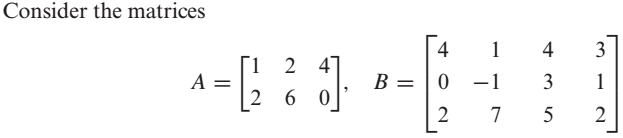 Consider the matrices
A = [1 2 4
2 6 0], B = [4 1 4 3
0 −1 3 1
2 7 5 2]